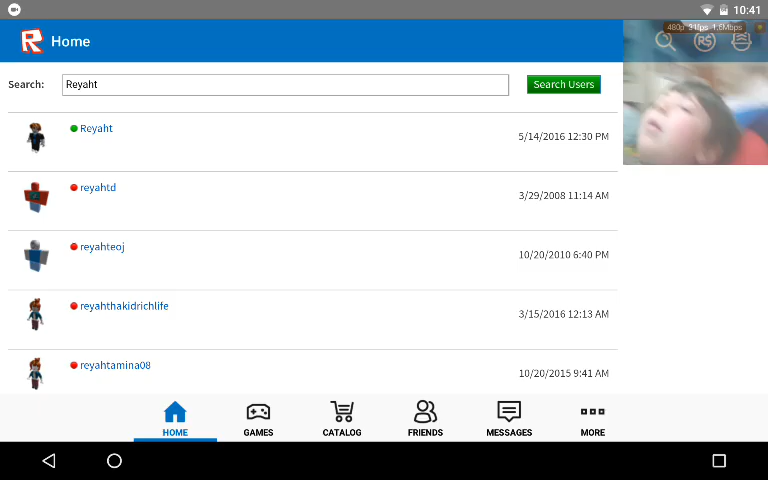 10:41
R Home
480p 31fps 1.6Mbps
R$
Search: Reyaht Search Users
Reyaht 5/14/2016 12:30 PM
reyahtd 3/29/2008 11:14 AM
reyahteoj 10/20/2010 6:40 PM
reyahthakidrichlife 3/15/2016 12:13 AM
reyahtamina08 10/20/2015 9:41 AM
HOME GAMES CATALOG FRIENDS MESSAGES MORE